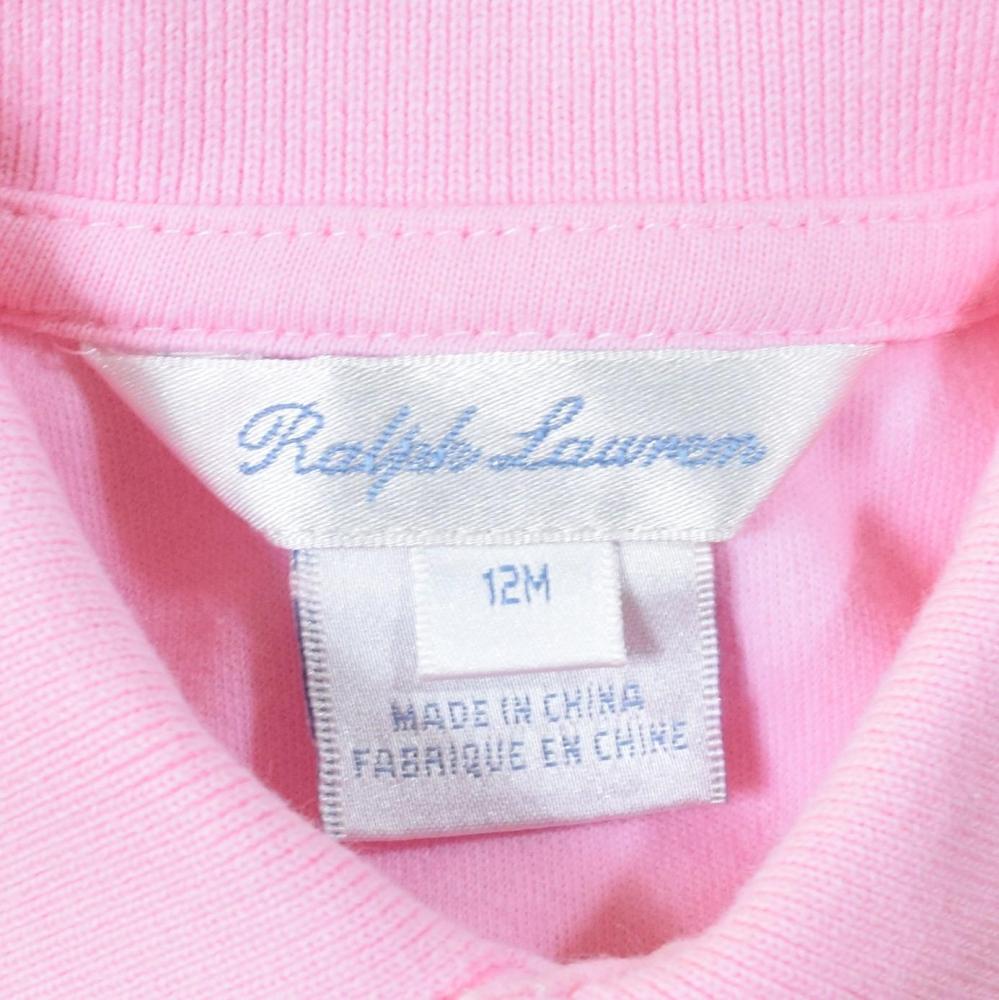 Ralph Lauren
12M
MADE IN CHINA
FABRIQUE EN CHINE